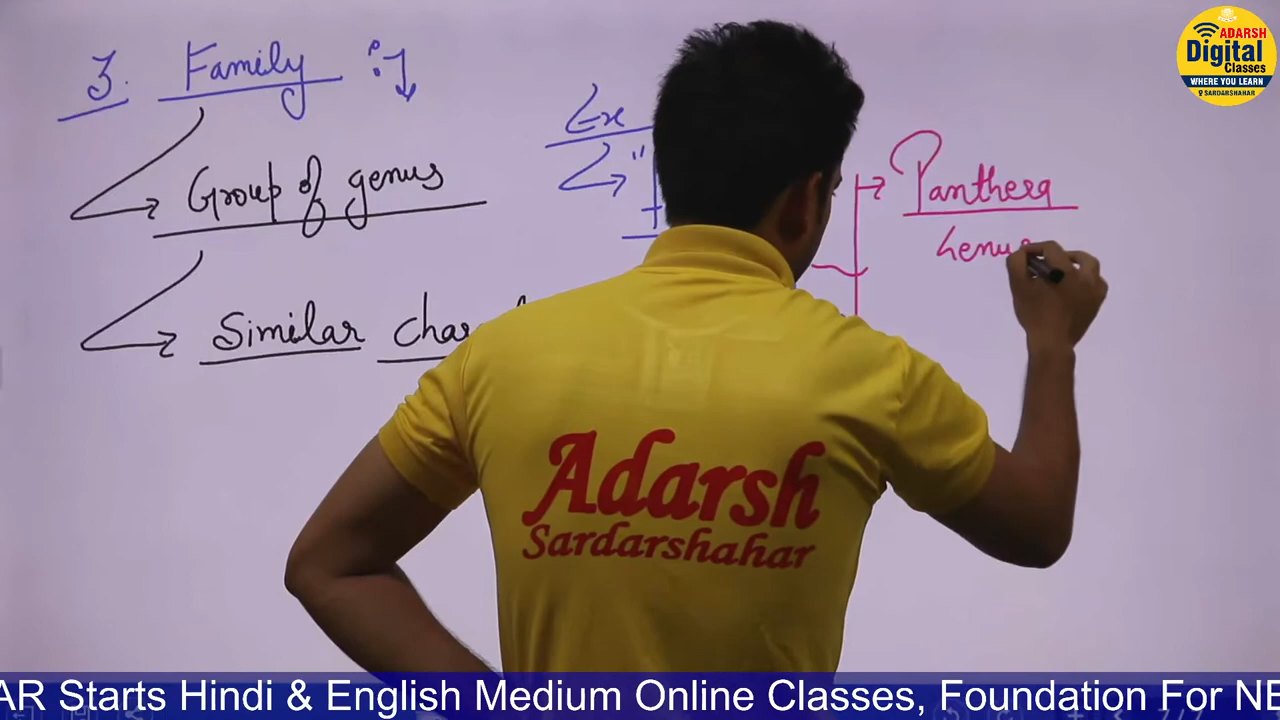 3. Family :
Group of genus
Similar
Ex
Panthera
Genus
Adarsh
Sardarshahar
ADARSH
Digital
Classes
WHERE YOU LEARN
SARDARSHAHAR
AR Starts Hindi & English Medium Online Classes, Foundation For NE